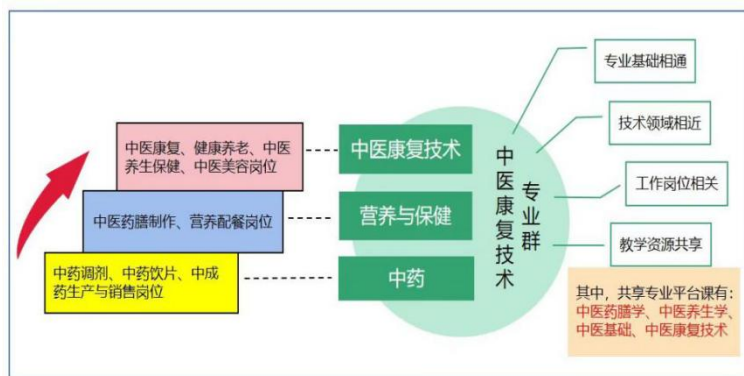 中医康复、健康养老、中医
养生保健、中医美容岗位
中医药膳制作、营养配餐岗位
中药调剂、中药饮片、中成
药生产与销售岗位
中医康复技术
营养与保健
中药
中医康复技术
专业群
专业基础相通
技术领域相近
工作岗位相关
教学资源共享
其中，共享专业平台课有：
中医药膳学、中医养生学、
中医基础、中医康复技术